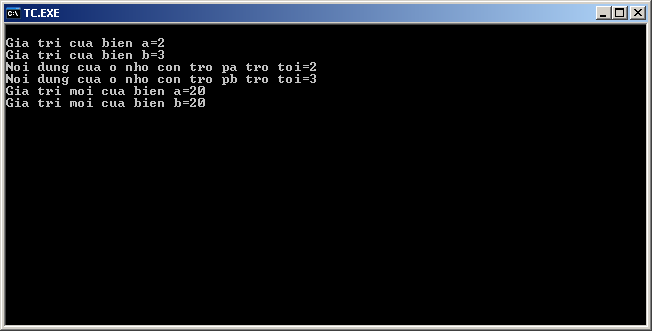 TC.EXE
Gia tri cua bien a=2
Gia tri cua bien b=3
Noi dung cua o nho con tro pa tro toi=2
Noi dung cua o nho con tro pb tro toi=3
Gia tri moi cua bien a=20
Gia tri moi cua bien b=20